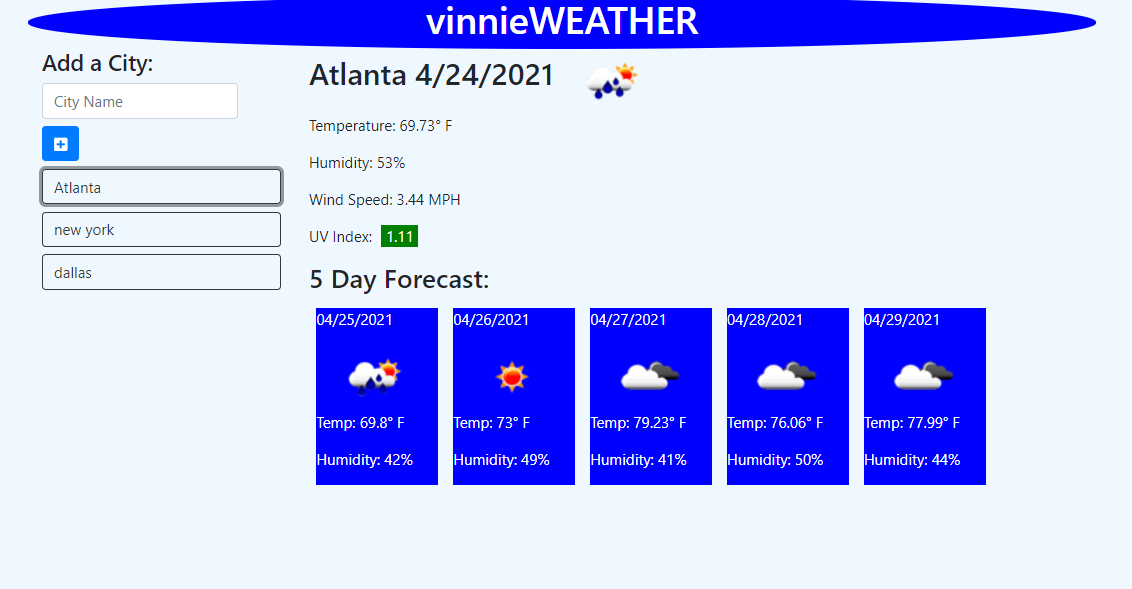 vinnieWEATHER
Add a City:
City Name
Atlanta
new york
dallas
Atlanta 4/24/2021
Temperature: 69.73° F
Humidity: 53%
Wind Speed: 3.44 MPH
UV Index: 1.11
5 Day Forecast:
04/25/2021
Temp: 69.8° F
Humidity: 42%
04/26/2021
Temp: 73° F
Humidity: 49%
04/27/2021
Temp: 79.23° F
Humidity: 41%
04/28/2021
Temp: 76.06° F
Humidity: 50%
04/29/2021
Temp: 77.99° F
Humidity: 44%